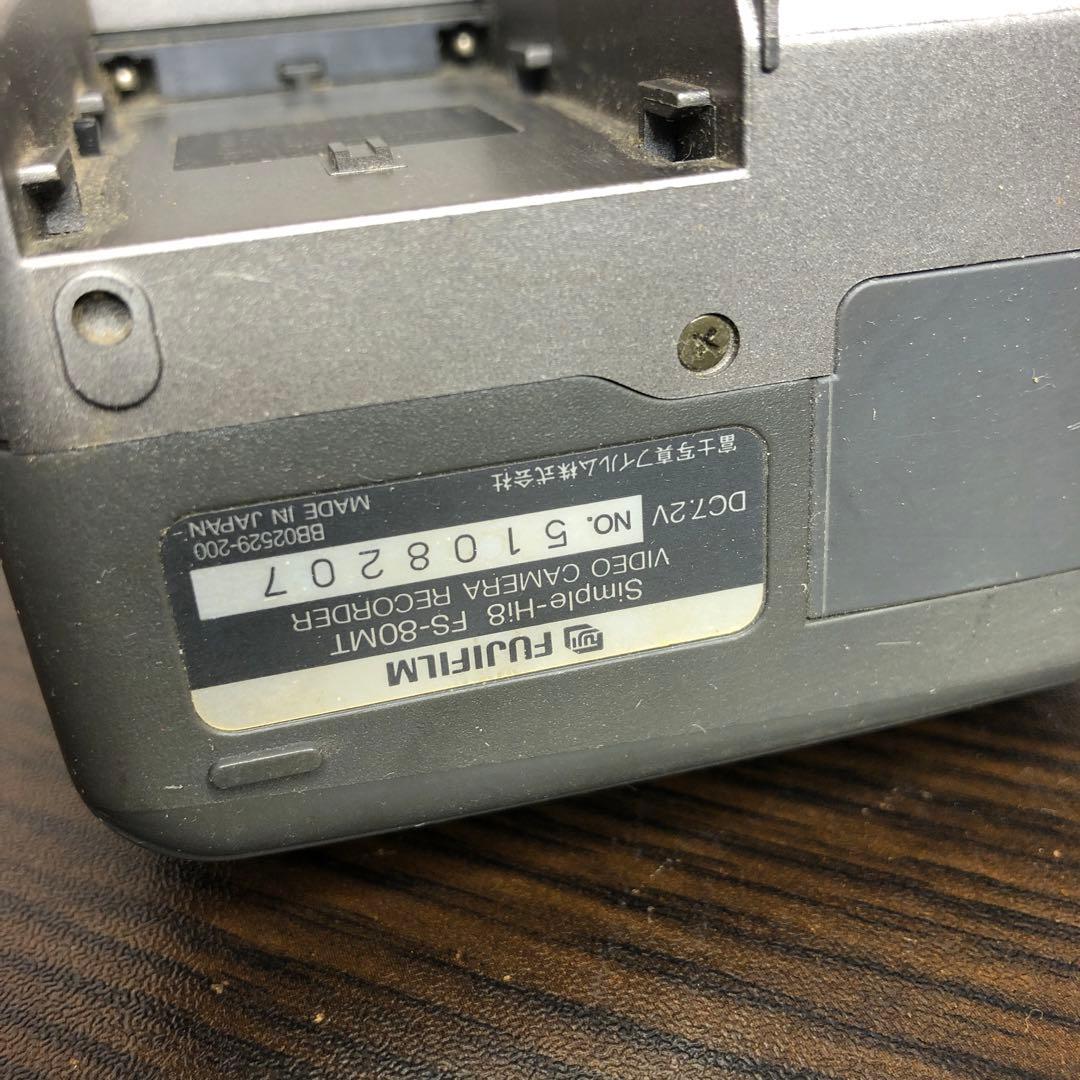 FUJIFILM
Simple-Hi8 FS-80MT
VIDEO CAMERA RECORDER
DC7.2V NO. 5108207
BB02529-200
富士写真フイルム株式会社 MADE IN JAPAN